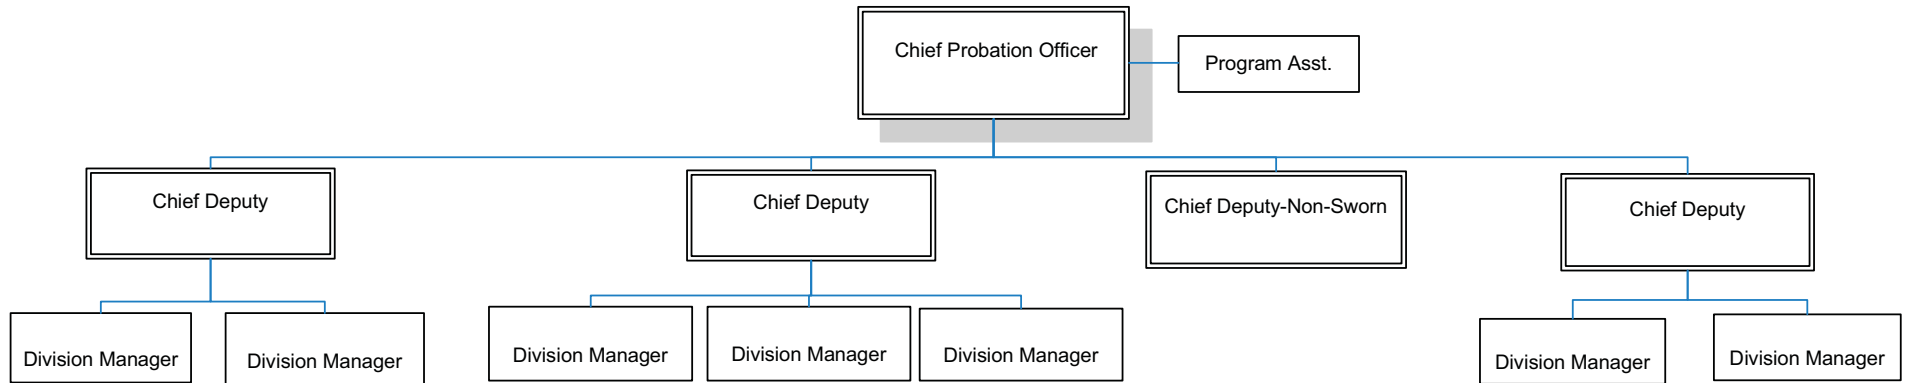 Chief Probation Officer
Program Asst.
Chief Deputy
Chief Deputy
Chief Deputy-Non-Sworn
Chief Deputy
Division Manager
Division Manager
Division Manager
Division Manager
Division Manager
Division Manager
Division Manager